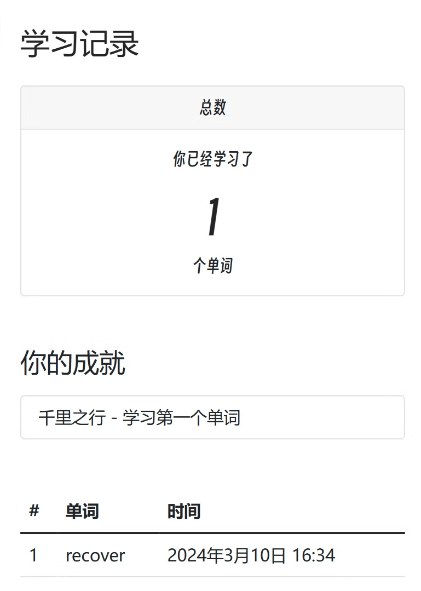 学习记录
总数
你已经学习了
1
个单词
你的成就
千里之行 - 学习第一个单词
# 单词 时间
1 recover 2024年3月10日 16:34